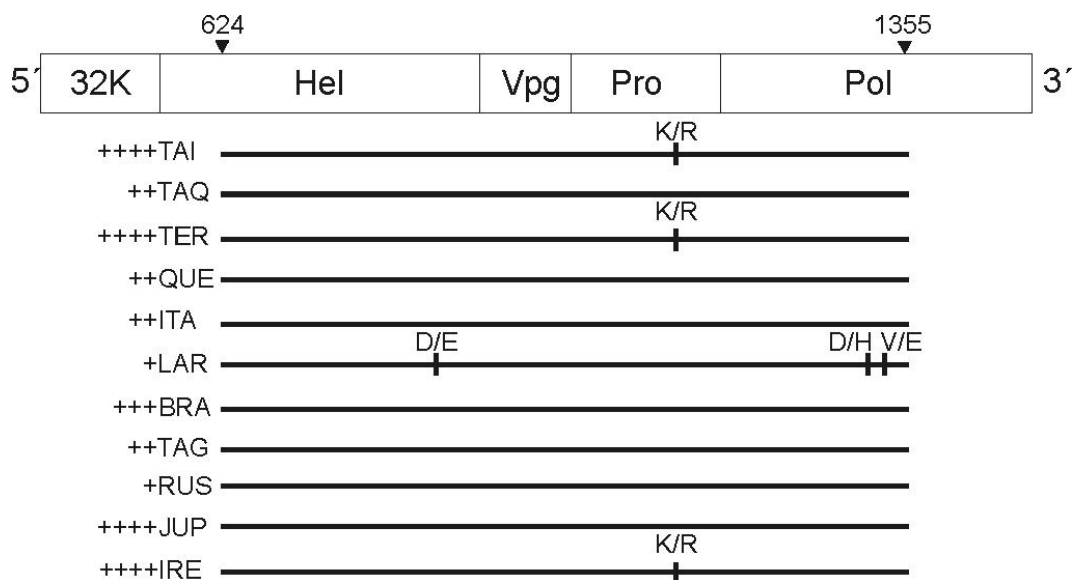 624 1355
5´ 32K Hel Vpg Pro Pol 3´
K/R
++++TAI
++TAQ
K/R
++++TER
++QUE
++ITA
D/E D/H V/E
+LAR
+++BRA
++TAG
+RUS
++++JUP
K/R
++++IRE